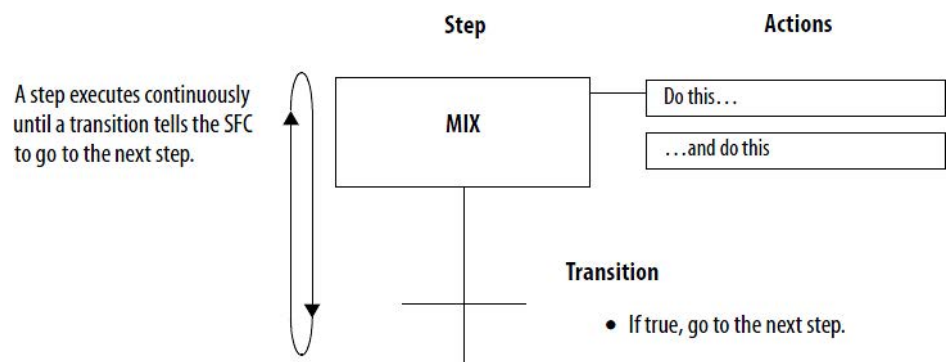 Step
Actions
A step executes continuously
until a transition tells the SFC
to go to the next step.
MIX
Do this…
…and do this
Transition
• If true, go to the next step.